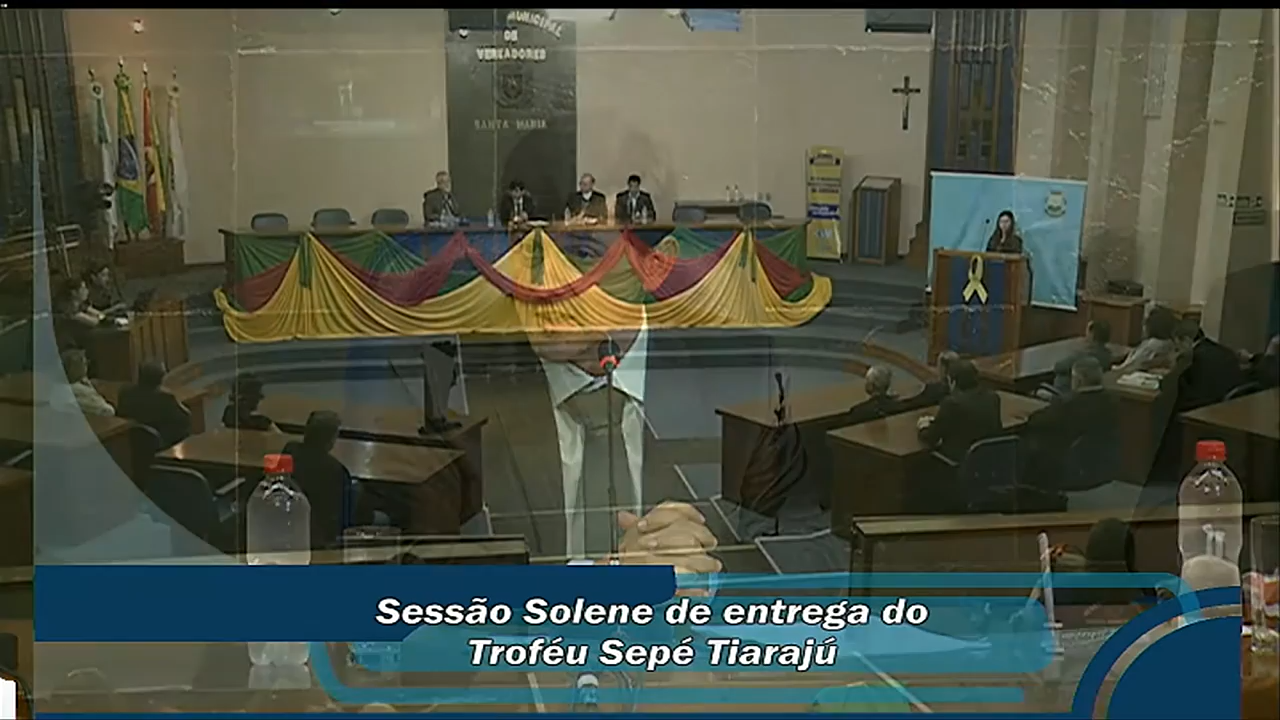 MUNICIPAL
DE
VEREADORES
SANTA MARIA
Sessão Solene de entrega do
Troféu Sepé Tiarajú